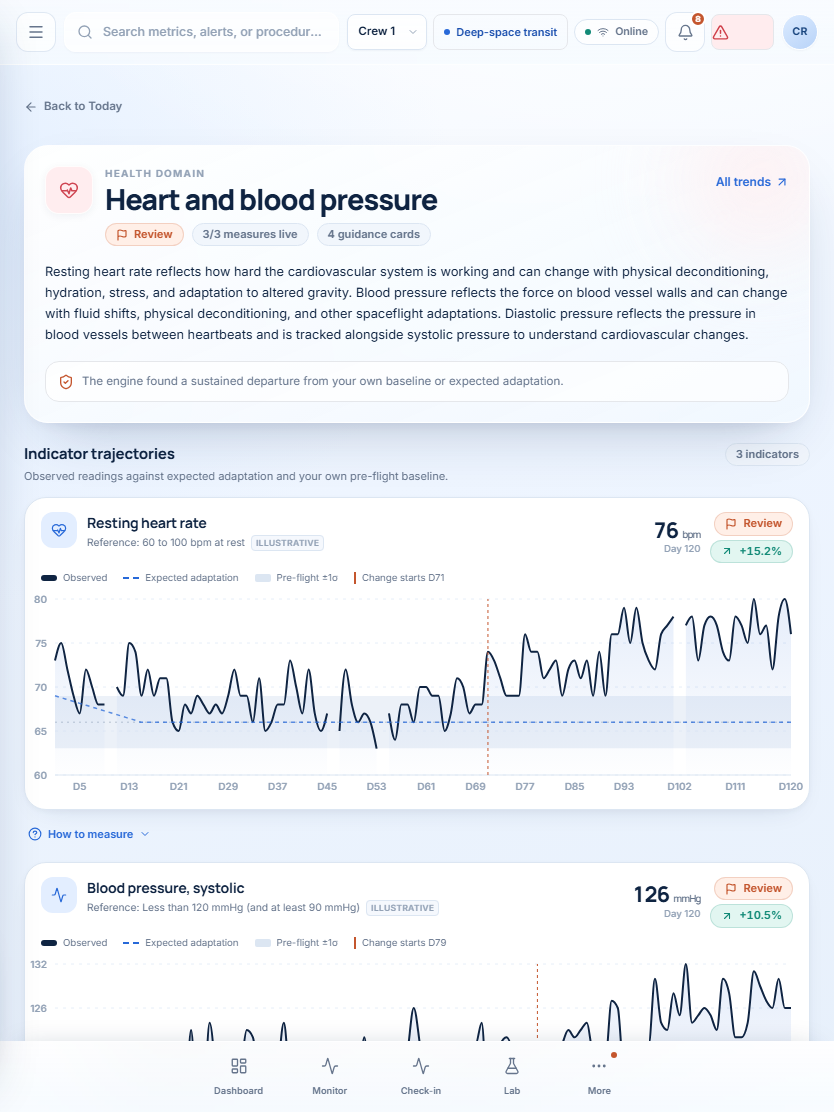 Search metrics, alerts, or procedur...
Crew 1
Deep-space transit
Online
8
CR
Back to Today
HEALTH DOMAIN
Heart and blood pressure
All trends
Review
3/3 measures live
4 guidance cards
Resting heart rate reflects how hard the cardiovascular system is working and can change with physical deconditioning,
hydration, stress, and adaptation to altered gravity. Blood pressure reflects the force on blood vessel walls and can change
with fluid shifts, physical deconditioning, and other spaceflight adaptations. Diastolic pressure reflects the pressure in
blood vessels between heartbeats and is tracked alongside systolic pressure to understand cardiovascular changes.
The engine found a sustained departure from your own baseline or expected adaptation.
Indicator trajectories
3 indicators
Observed readings against expected adaptation and your own pre-flight baseline.
Resting heart rate
Reference: 60 to 100 bpm at rest ILLUSTRATIVE
76 bpm
Day 120
Review
+15.2%
Observed Expected adaptation Pre-flight ±1σ Change starts D71
80
75
70
65
60
D5 D13 D21 D29 D37 D45 D53 D61 D69 D77 D85 D93 D102 D111 D120
How to measure
Blood pressure, systolic
Reference: Less than 120 mmHg (and at least 90 mmHg) ILLUSTRATIVE
126 mmHg
Day 120
Review
+10.5%
Observed Expected adaptation Pre-flight ±1σ Change starts D79
132
126
Dashboard Monitor Check-in Lab More